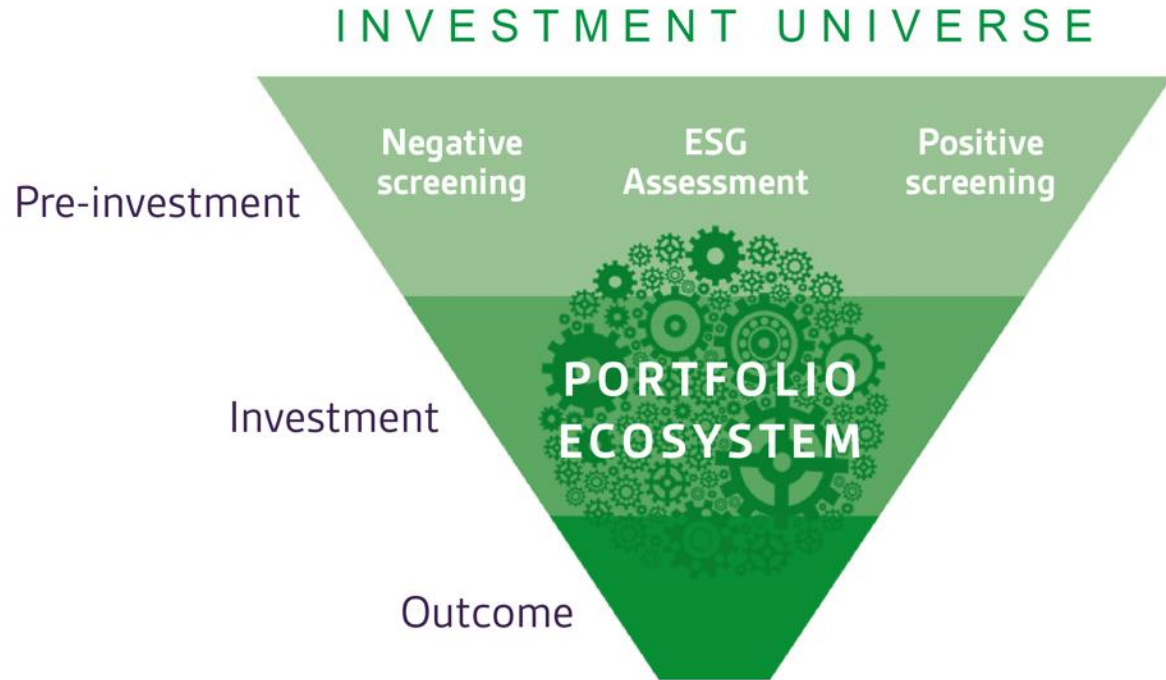 INVESTMENT UNIVERSE
Negative
screening
ESG
Assessment
Positive
screening
Pre-investment
PORTFOLIO
ECOSYSTEM
Investment
Outcome